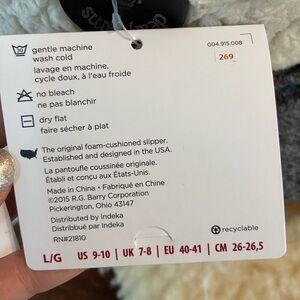 30
gentle machine
wash cold
lavage en machine,
cycle doux, à l'eau froide
no bleach
ne pas blanchir
dry flat
faire sécher à plat
004.915.008
269
The original foam-cushioned slipper.
Established and designed in the USA.
La pantoufle coussinée originale.
Établi et conçu aux États-Unis.
Made in China • Fabriqué en Chine
©2015 R.G. Barry Corporation
Pickerington, Ohio 43147
Distributed by Indeka
Distribué par Indeka
RN#21810
recyclable
L/G US 9-10 | UK 7-8 | EU 40-41 | CM 26-26,5